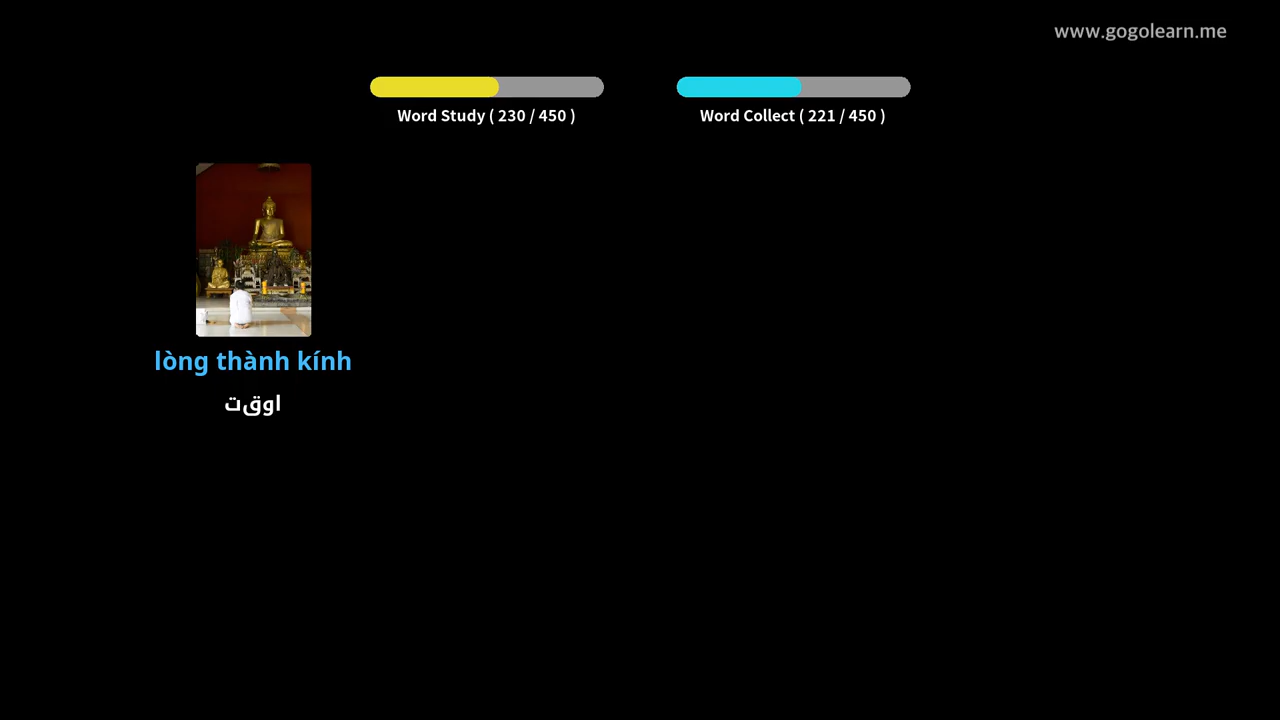 www.gogolearn.me
Word Study ( 230 / 450 )
Word Collect ( 221 / 450 )
lòng thành kính
اوقت